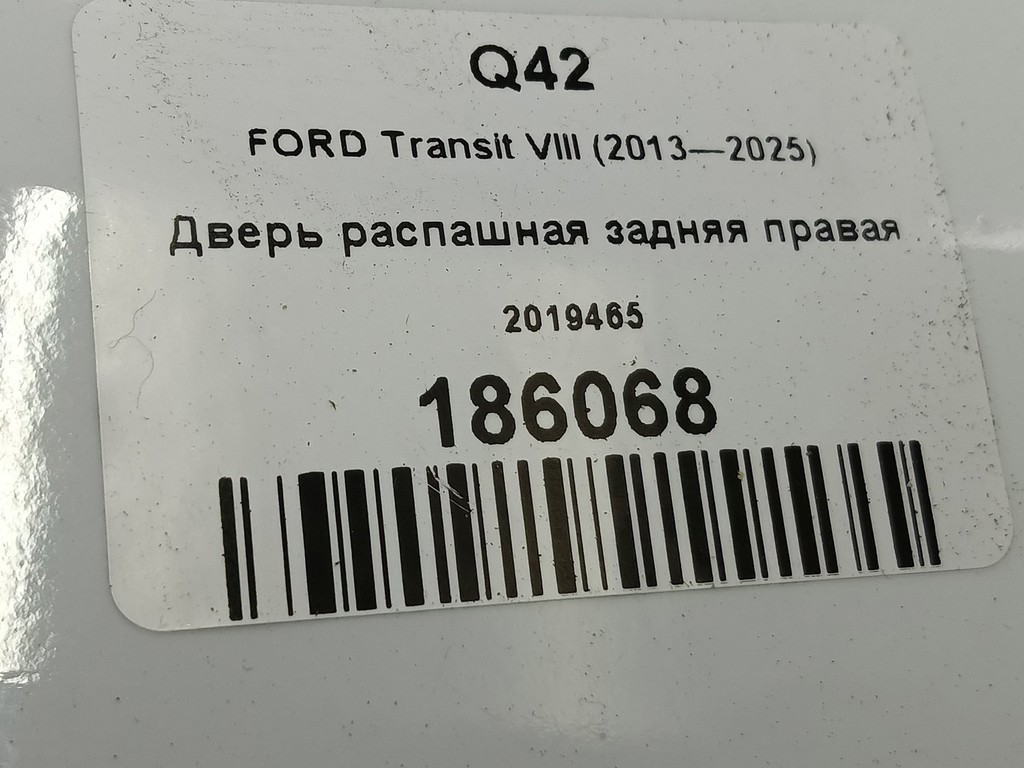 Q42
FORD Transit VIII (2013—2025)
Дверь распашная задняя правая
2019465
186068